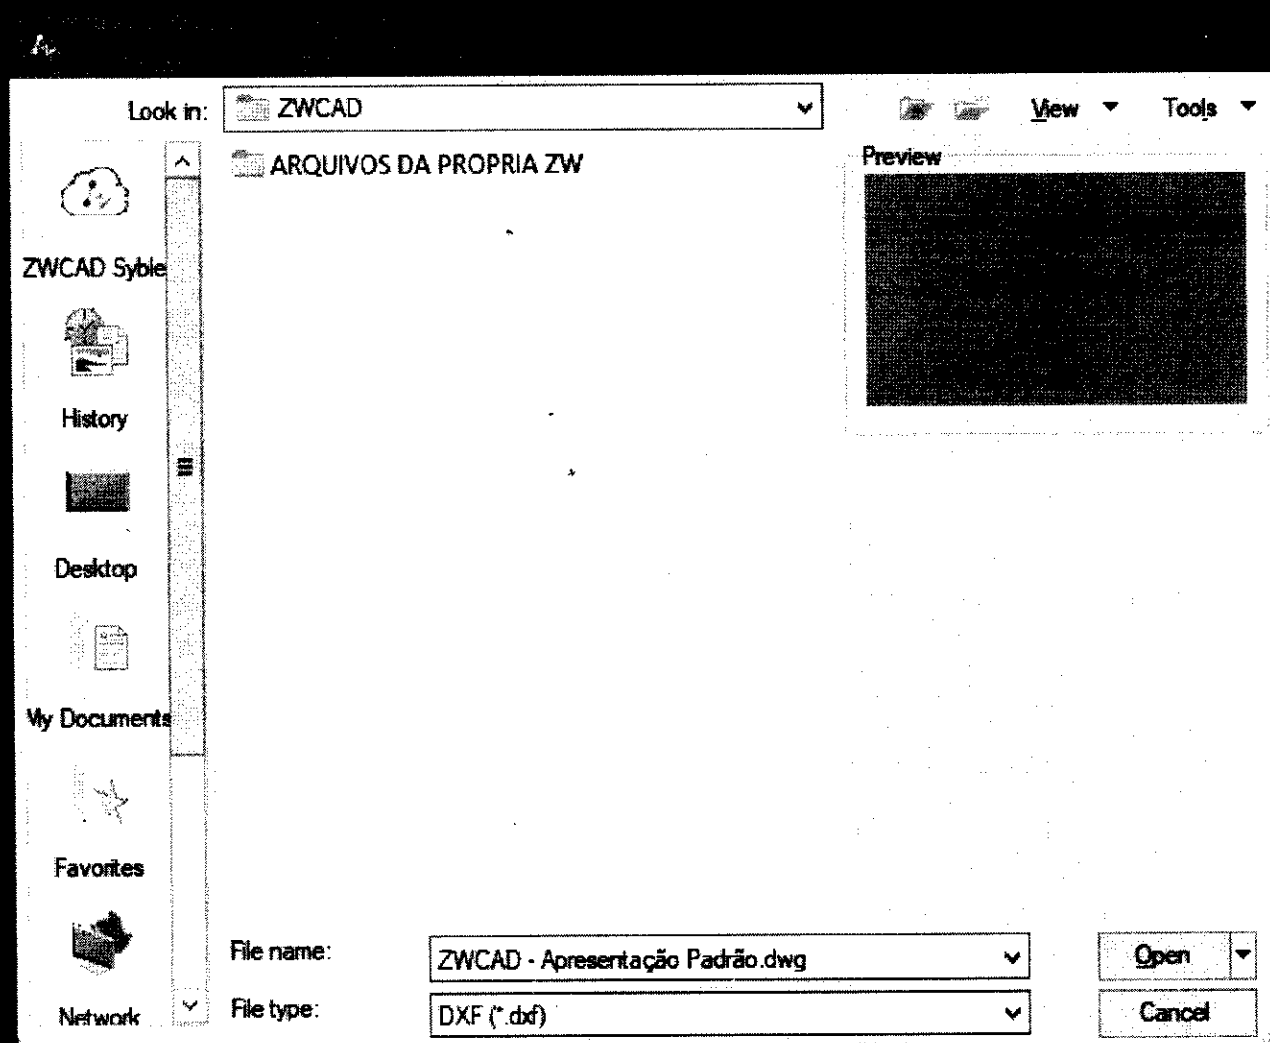 Look in: ZWCAD View Tools
ARQUIVOS DA PROPRIA ZW
Preview
ZWCAD Syble
History
Desktop
My Documents
Favorites
Network
File name: ZWCAD - Apresentação Padrão.dwg Open
File type: DXF (*.dxf) Cancel